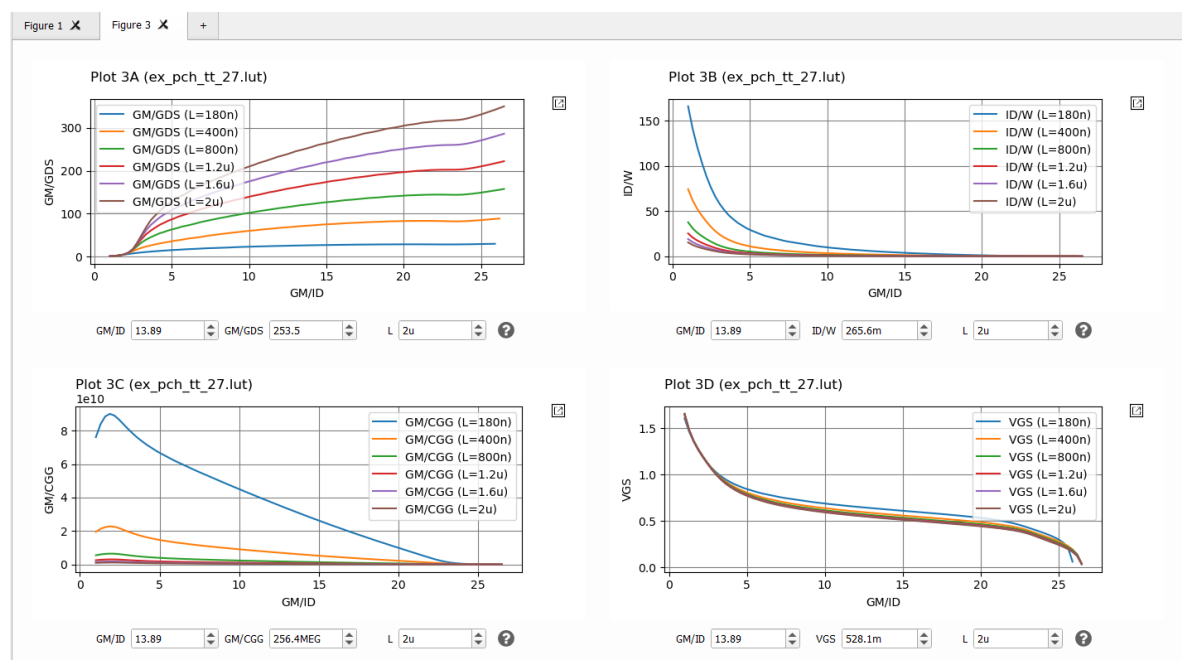 Figure 1 Figure 3 +
Plot 3A (ex_pch_tt_27.lut)
GM/GDS (L=180n)
GM/GDS (L=400n)
GM/GDS (L=800n)
GM/GDS (L=1.2u)
GM/GDS (L=1.6u)
GM/GDS (L=2u)
300
200
100
0
GM/GDS
0 5 10 15 20 25
GM/ID
GM/ID 13.89 GM/GDS 253.5 L 2u ?
Plot 3B (ex_pch_tt_27.lut)
ID/W (L=180n)
ID/W (L=400n)
ID/W (L=800n)
ID/W (L=1.2u)
ID/W (L=1.6u)
ID/W (L=2u)
150
100
50
0
ID/W
0 5 10 15 20 25
GM/ID
GM/ID 13.89 ID/W 265.6m L 2u ?
Plot 3C (ex_pch_tt_27.lut)
1e10
GM/CGG (L=180n)
GM/CGG (L=400n)
GM/CGG (L=800n)
GM/CGG (L=1.2u)
GM/CGG (L=1.6u)
GM/CGG (L=2u)
8
6
4
2
0
GM/CGG
0 5 10 15 20 25
GM/ID
GM/ID 13.89 GM/CGG 256.4MEG L 2u ?
Plot 3D (ex_pch_tt_27.lut)
VGS (L=180n)
VGS (L=400n)
VGS (L=800n)
VGS (L=1.2u)
VGS (L=1.6u)
VGS (L=2u)
1.5
1.0
0.5
0.0
VGS
0 5 10 15 20 25
GM/ID
GM/ID 13.89 VGS 528.1m L 2u ?